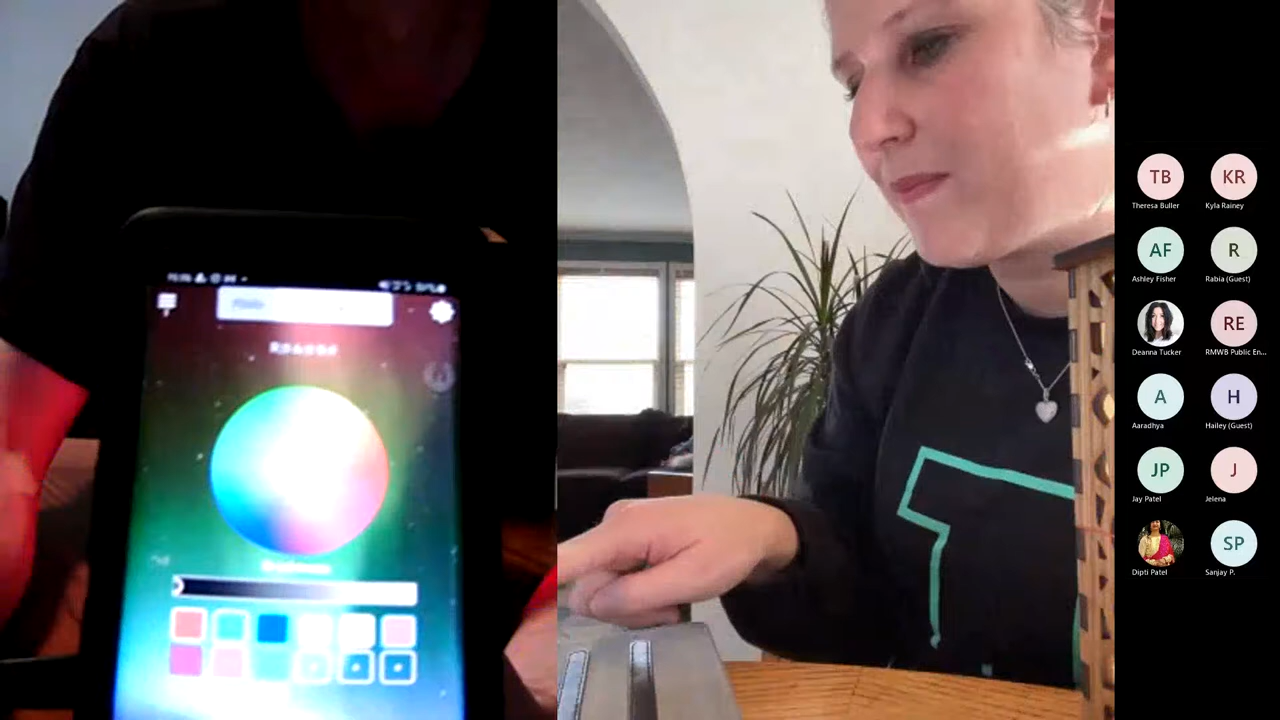 TB
KR
Theresa Buller
Kyla Rainey
AF
R
Ashley Fisher
Rabia (Guest)
RE
Deanna Tucker
RMWB Public En...
A
H
Aaradhya
Hailey (Guest)
JP
J
Jay Patel
Jelena
SP
Dipti Patel
Sanjay P.